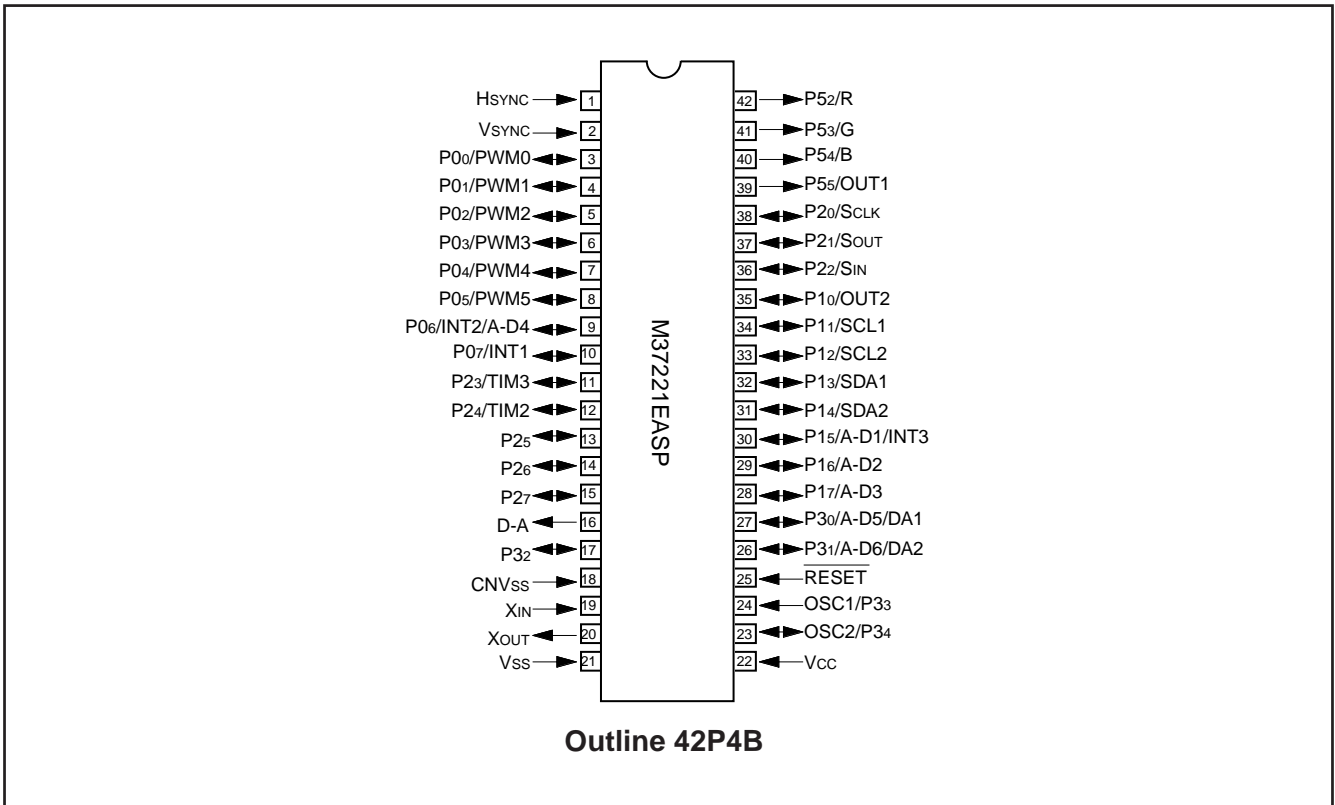 HSYNC 1 42 P52/R
VSYNC 2 41 P53/G
P00/PWM0 3 40 P54/B
P01/PWM1 4 39 P55/OUT1
P02/PWM2 5 38 P20/SCLK
P03/PWM3 6 37 P21/SOUT
P04/PWM4 7 36 P22/SIN
P05/PWM5 8 35 P10/OUT2
P06/INT2/A-D4 9 34 P11/SCL1
P07/INT1 10 33 P12/SCL2
P23/TIM3 11 32 P13/SDA1
P24/TIM2 12 31 P14/SDA2
P25 13 30 P15/A-D1/INT3
P26 14 29 P16/A-D2
P27 15 28 P17/A-D3
D-A 16 27 P30/A-D5/DA1
P32 17 26 P31/A-D6/DA2
CNVSS 18 25 RESET
XIN 19 24 OSC1/P33
XOUT 20 23 OSC2/P34
VSS 21 22 VCC
M37221EASP
Outline 42P4B